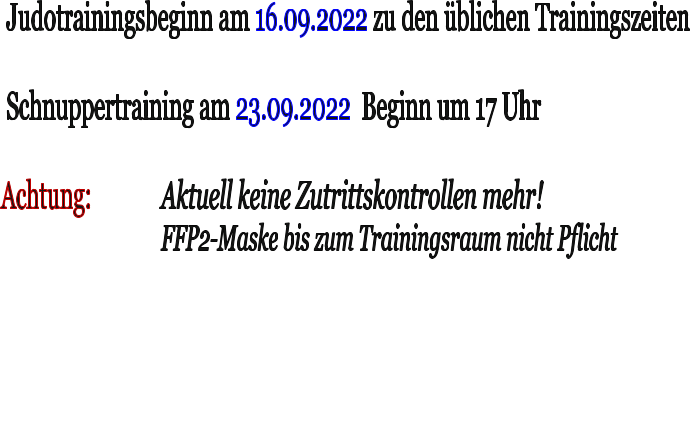 Judotrainingsbeginn am 16.09.2022 zu den üblichen Trainingszeiten
Schnuppertraining am 23.09.2022 Beginn um 17 Uhr
Achtung: Aktuell keine Zutrittskontrollen mehr!
FFP2-Maske bis zum Trainingsraum nicht Pflicht